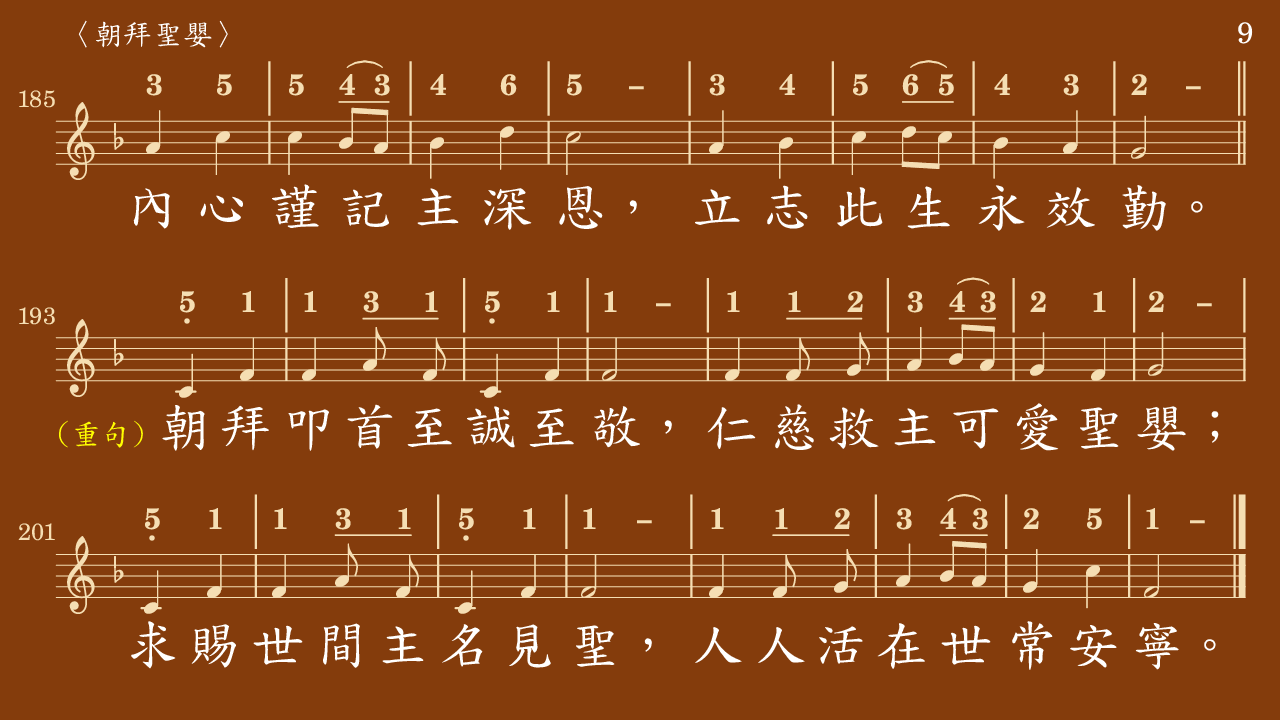 〈朝拜聖嬰〉 9
3 5 5 4 3 4 6 5 – 3 4 5 6 5 4 3 2 –
185
內心謹記主深恩，立志此生永效勤。
5 1 1 3 1 5 1 1 – 1 1 2 3 4 3 2 1 2 –
193
（重句）朝拜叩首至誠至敬，仁慈救主可愛聖嬰；
5 1 1 3 1 5 1 1 – 1 1 2 3 4 3 2 5 1 –
201
求賜世間主名見聖，人人活在世常安寧。